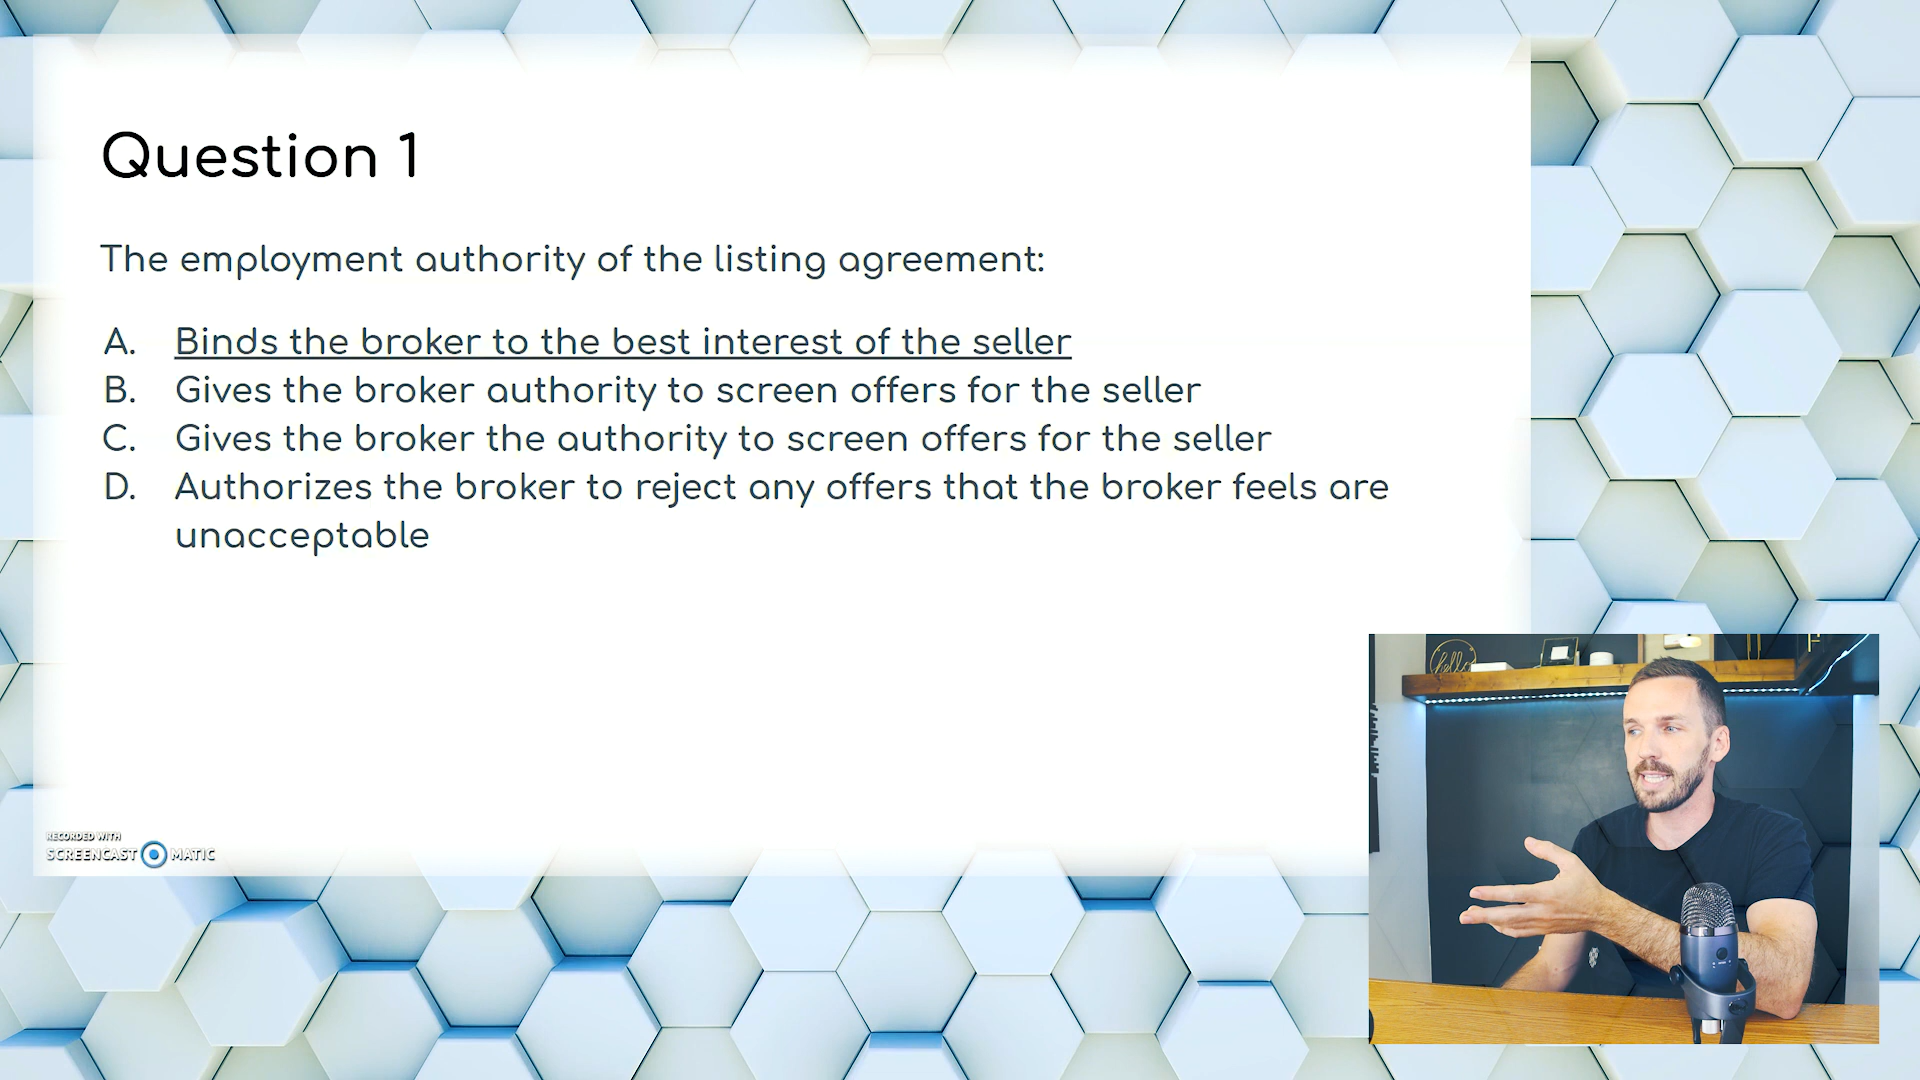 Question 1
The employment authority of the listing agreement:
A. Binds the broker to the best interest of the seller
B. Gives the broker authority to screen offers for the seller
C. Gives the broker the authority to screen offers for the seller
D. Authorizes the broker to reject any offers that the broker feels are
unacceptable
hello
RECORDED WITH
SCREENCAST MATIC